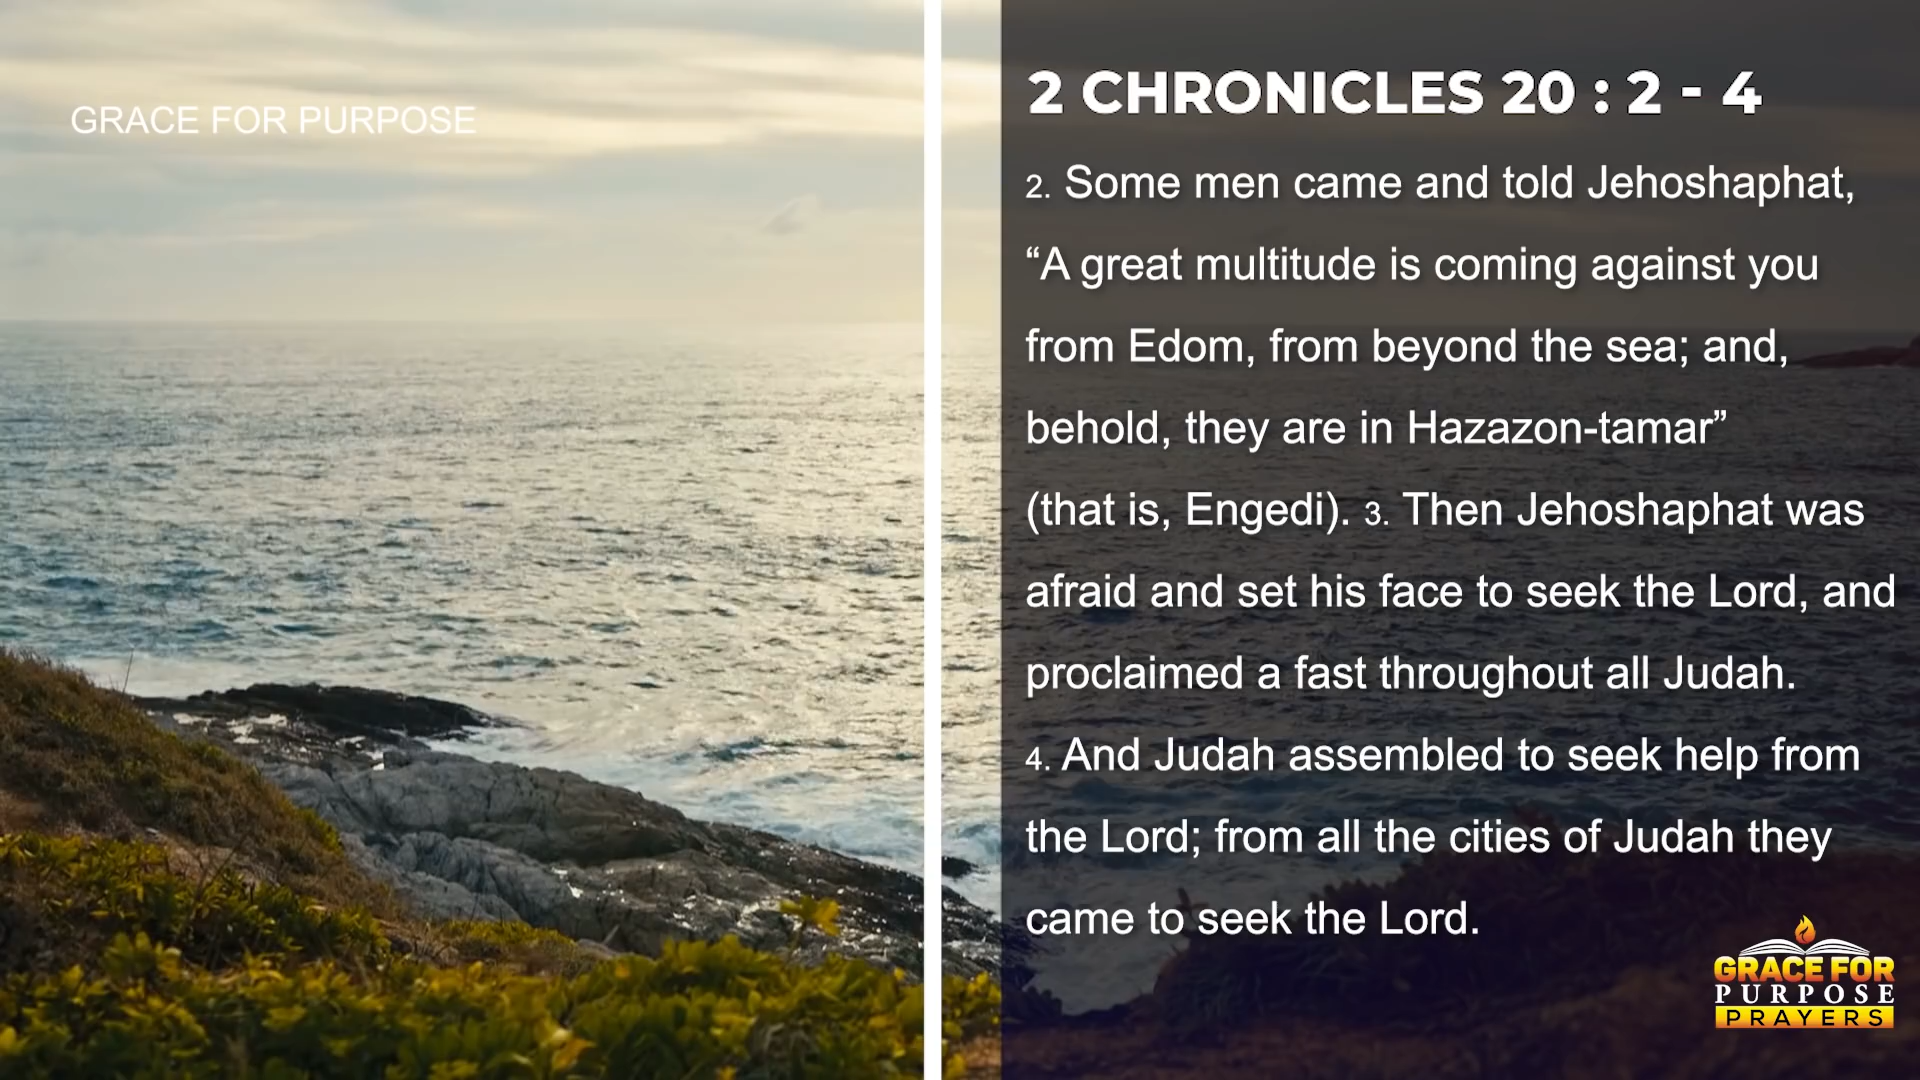 GRACE FOR PURPOSE
2 CHRONICLES 20 : 2 - 4
2. Some men came and told Jehoshaphat,
“A great multitude is coming against you
from Edom, from beyond the sea; and,
behold, they are in Hazazon-tamar”
(that is, Engedi). 3. Then Jehoshaphat was
afraid and set his face to seek the Lord, and
proclaimed a fast throughout all Judah.
4. And Judah assembled to seek help from
the Lord; from all the cities of Judah they
came to seek the Lord.
GRACE FOR
PURPOSE
PRAYERS